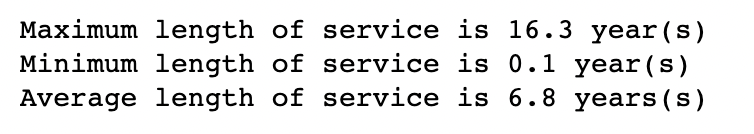 Maximum length of service is 16.3 year(s)
Minimum length of service is 0.1 year(s)
Average length of service is 6.8 years(s)